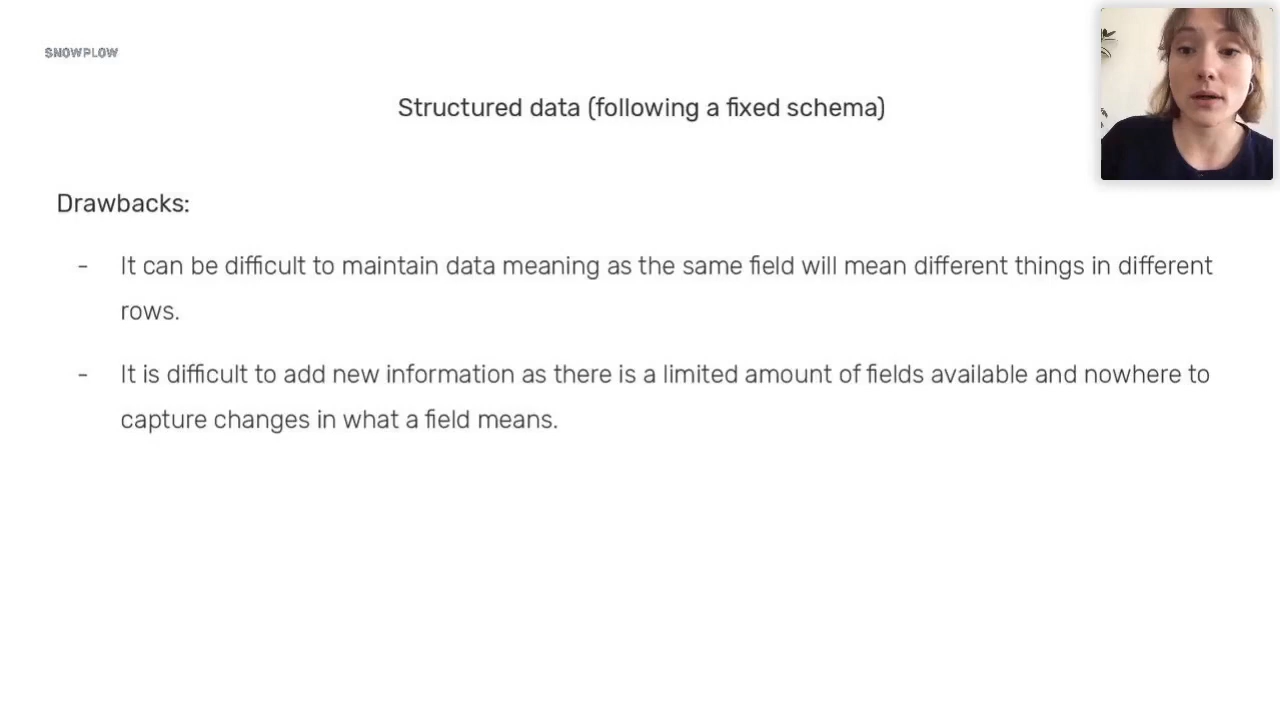 SNOWPLOW
Structured data (following a fixed schema)
Drawbacks:
- It can be difficult to maintain data meaning as the same field will mean different things in different
rows.
- It is difficult to add new information as there is a limited amount of fields available and nowhere to
capture changes in what a field means.